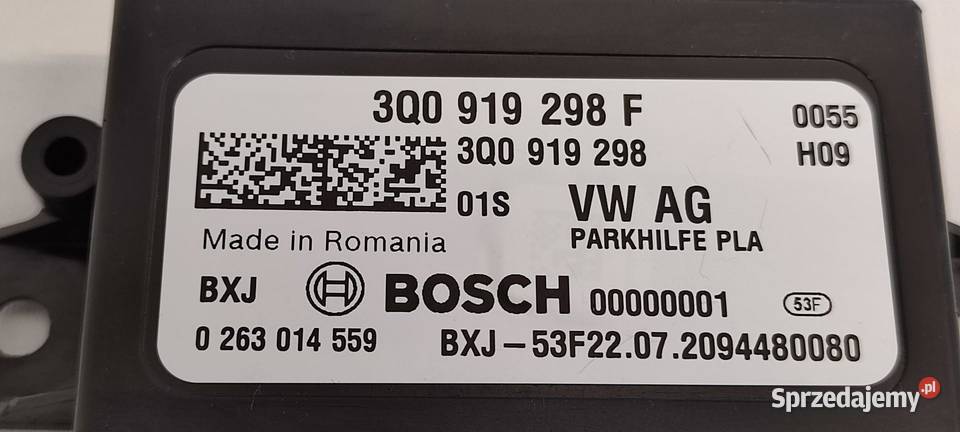 3Q0 919 298 F 0055
3Q0 919 298 H09
01S VW AG
Made in Romania PARKHILFE PLA
BXJ BOSCH 00000001 53F
0 263 014 559 BXJ-53F22.07.2094480080
Sprzedajemy.pl